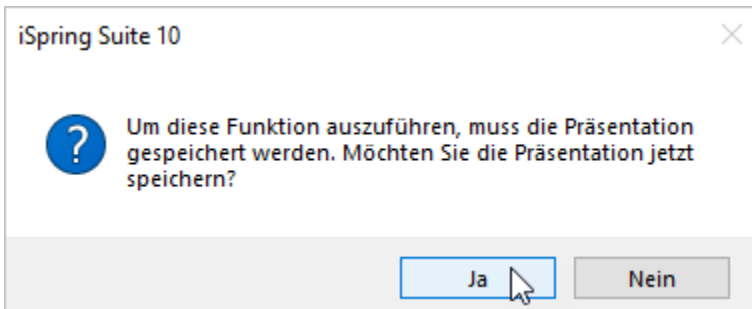 iSpring Suite 10
Um diese Funktion auszuführen, muss die Präsentation
gespeichert werden. Möchten Sie die Präsentation jetzt
speichern?
Ja
Nein